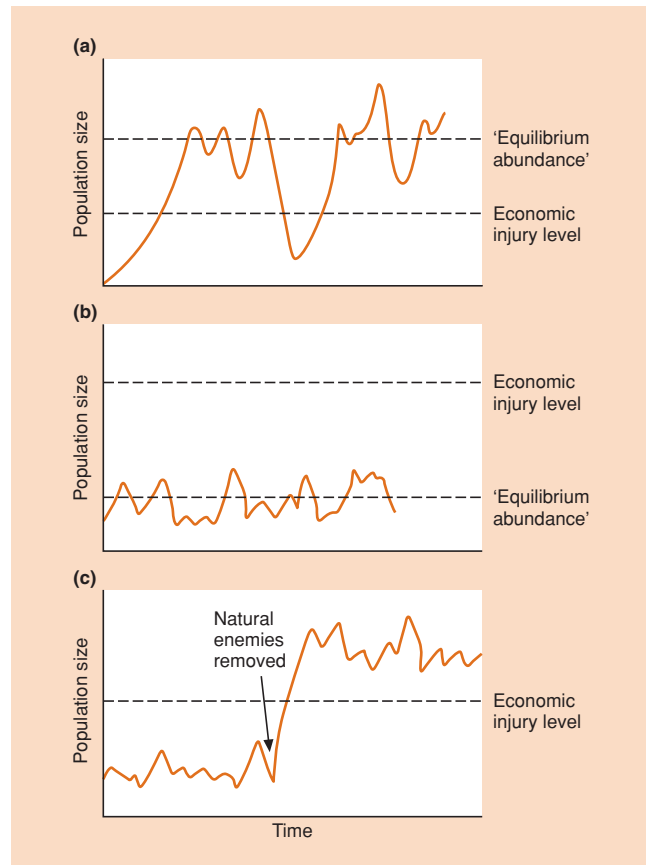 (a)
Population size
‘Equilibrium
abundance’
Economic
injury level
(b)
Population size
Economic
injury level
‘Equilibrium
abundance’
(c)
Population size
Natural
enemies
removed
Economic
injury level
Time